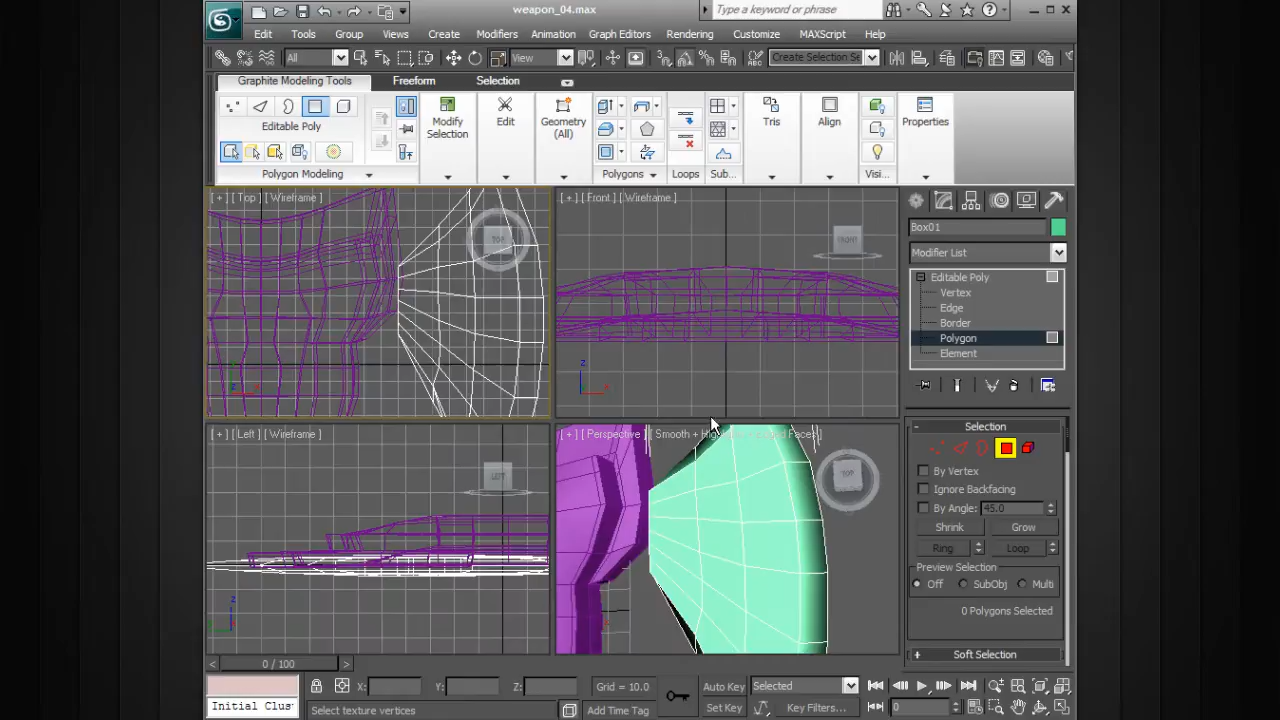 weapon_04.max
Type a keyword or phrase
Edit Tools Group Views Create Modifiers Animation Graph Editors Rendering Customize MAXScript Help
All
View
Create Selection Se
Graphite Modeling Tools Freeform Selection
Editable Poly
Polygon Modeling
Modify Selection
Edit
Geometry (All)
Polygons
Loops
Sub...
Tris
Align
Visi...
Properties
[ + ] [ Top ] [ Wireframe ]
TOP
[ + ] [ Front ] [ Wireframe ]
FRONT
z
x
z
x
[ + ] [ Left ] [ Wireframe ]
LEFT
z
[ + ] [ Perspective ]
TOP
Box01
Modifier List
Editable Poly
Vertex
Edge
Border
Polygon
Element
Selection
By Vertex
Ignore Backfacing
By Angle: 45.0
Shrink Grow
Ring Loop
Preview Selection
Off SubObj Multi
0 Polygons Selected
Soft Selection
0 / 100
X: Y: Z: Grid = 10.0
Auto Key Selected
Initial Clus
Select texture vertices
Add Time Tag
Set Key Key Filters...
0